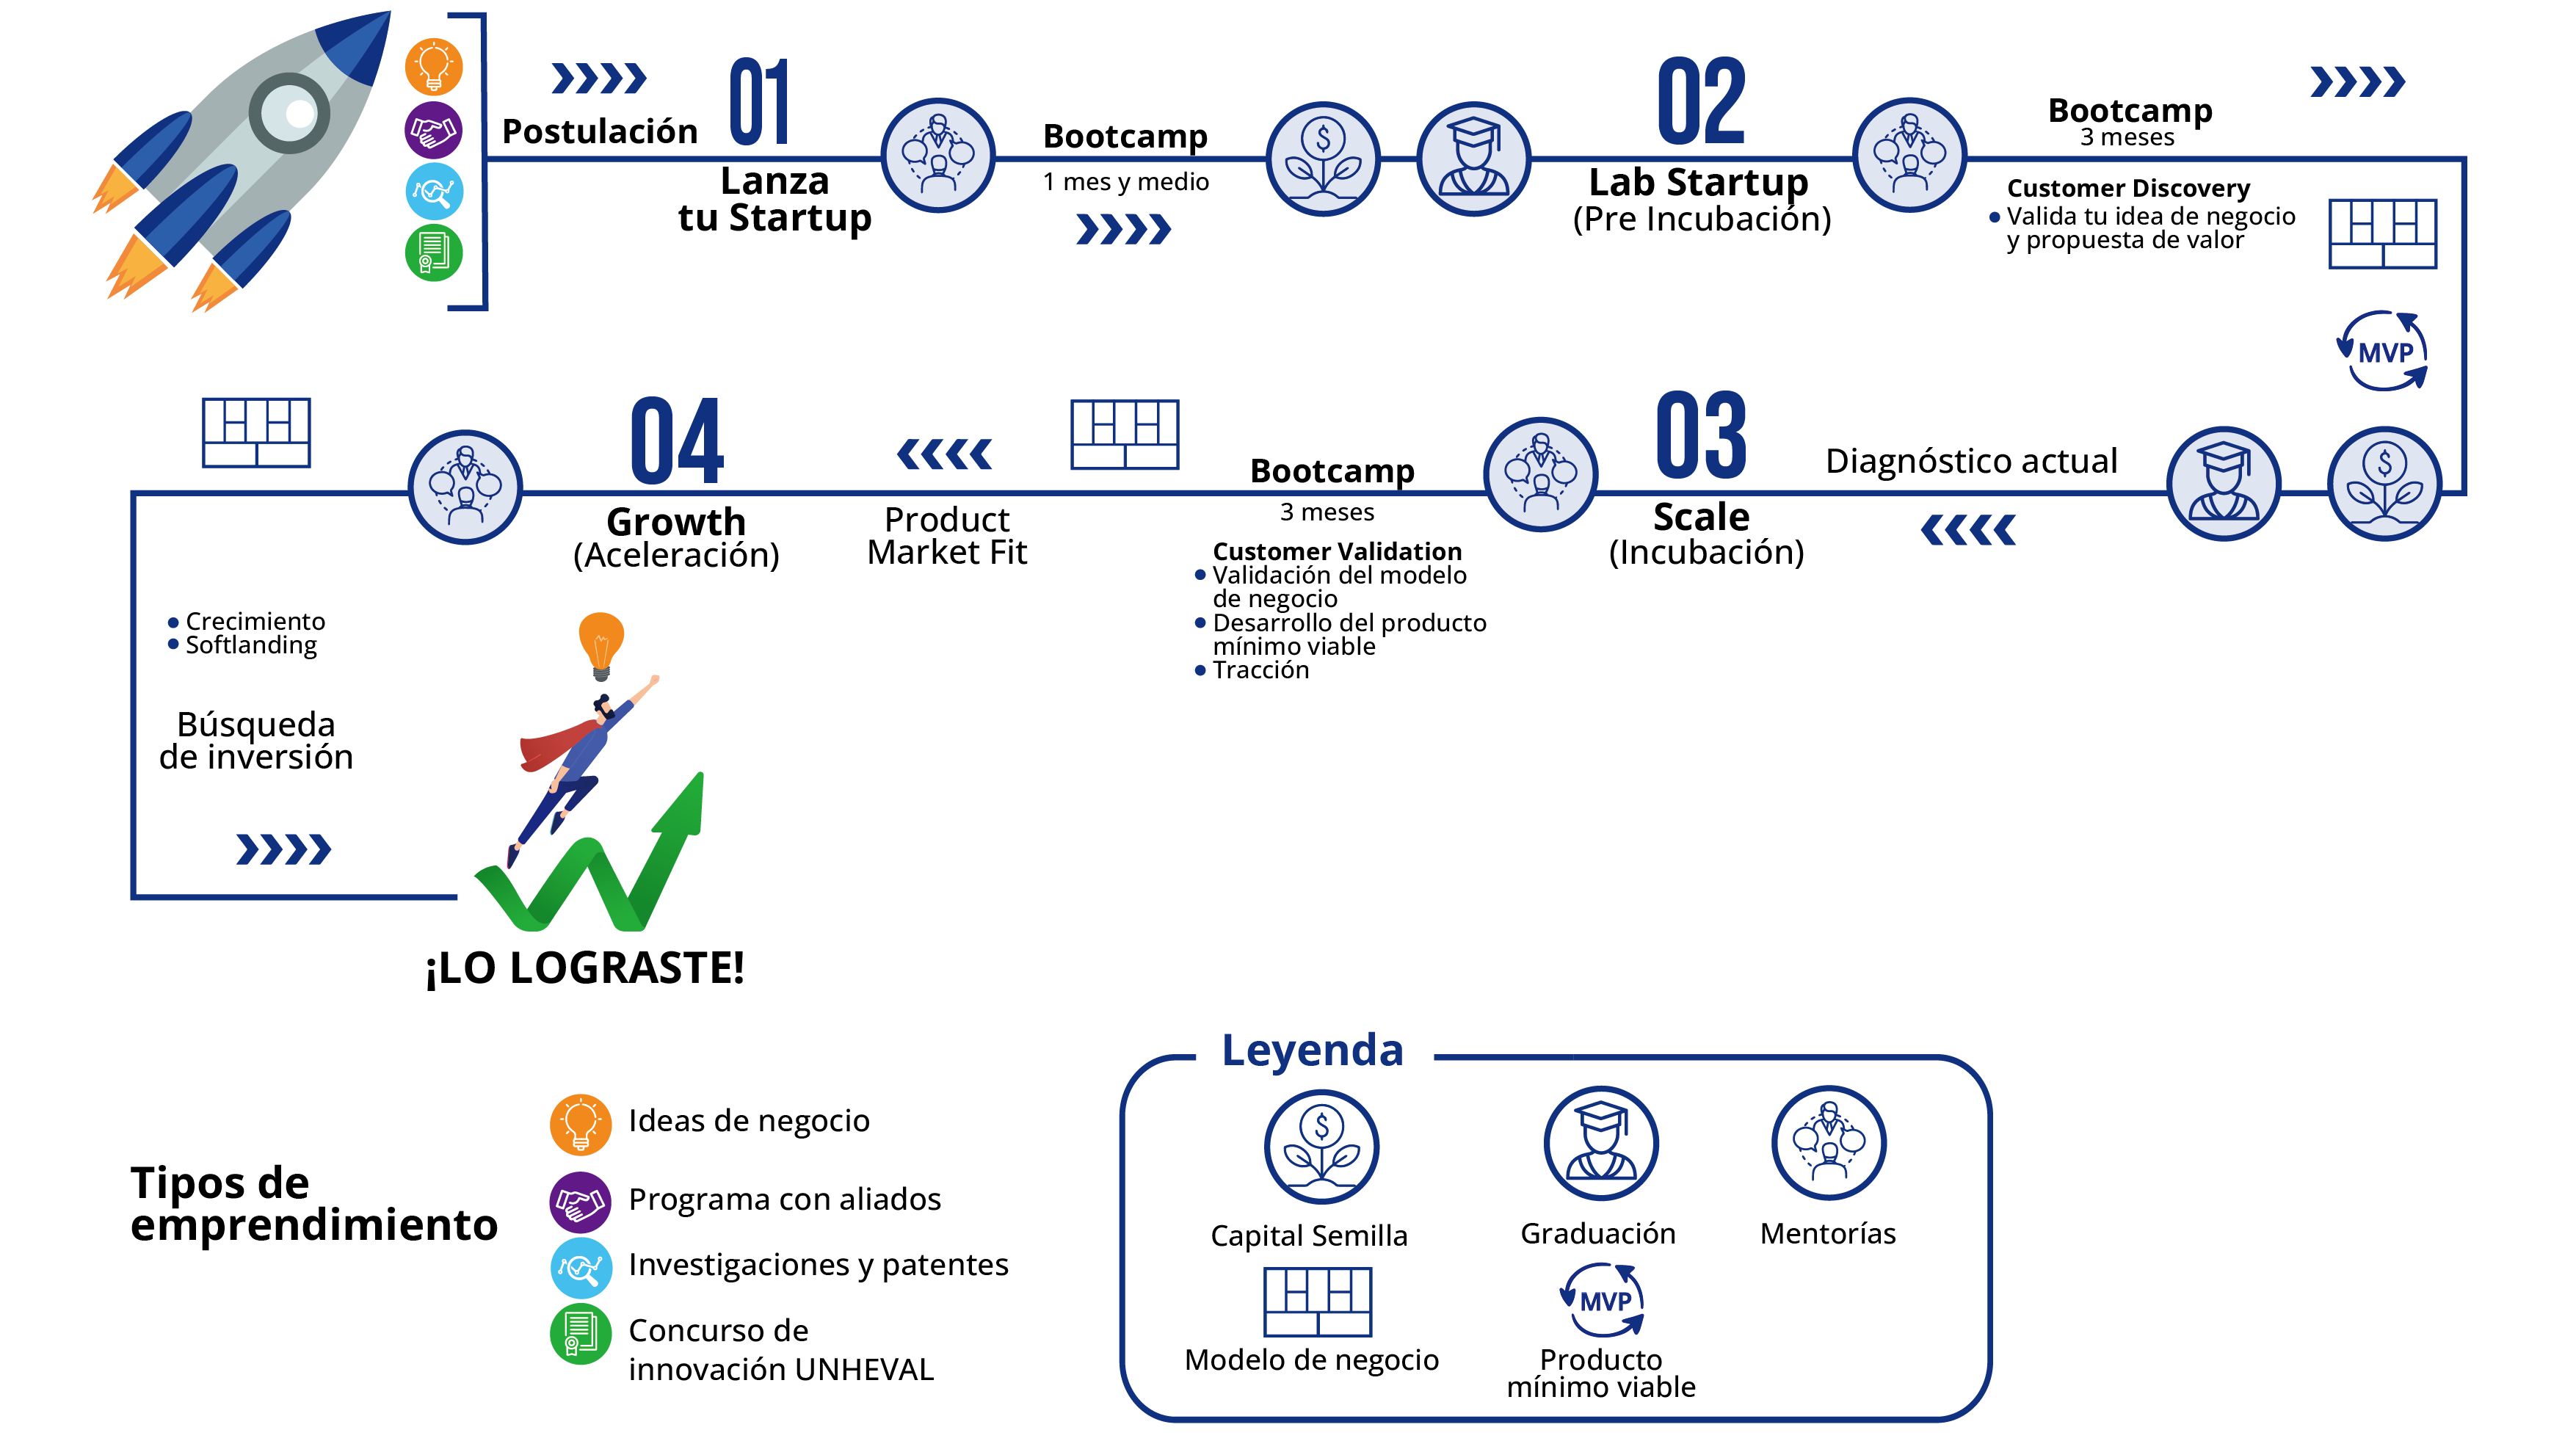 Postulación
01
Lanza
tu Startup
Bootcamp
1 mes y medio
$
02
Lab Startup
(Pre Incubación)
Bootcamp
3 meses
Customer Discovery
Valida tu idea de negocio
y propuesta de valor
MVP
$
Diagnóstico actual
03
Scale
(Incubación)
Bootcamp
3 meses
Customer Validation
Validación del modelo
de negocio
Desarrollo del producto
mínimo viable
Tracción
Product
Market Fit
04
Growth
(Aceleración)
Crecimiento
Softlanding
Búsqueda
de inversión
¡LO LOGRASTE!
Tipos de
emprendimiento
Ideas de negocio
Programa con aliados
Investigaciones y patentes
Concurso de
innovación UNHEVAL
Leyenda
$
Capital Semilla
Graduación
Mentorías
Modelo de negocio
MVP
Producto
mínimo viable